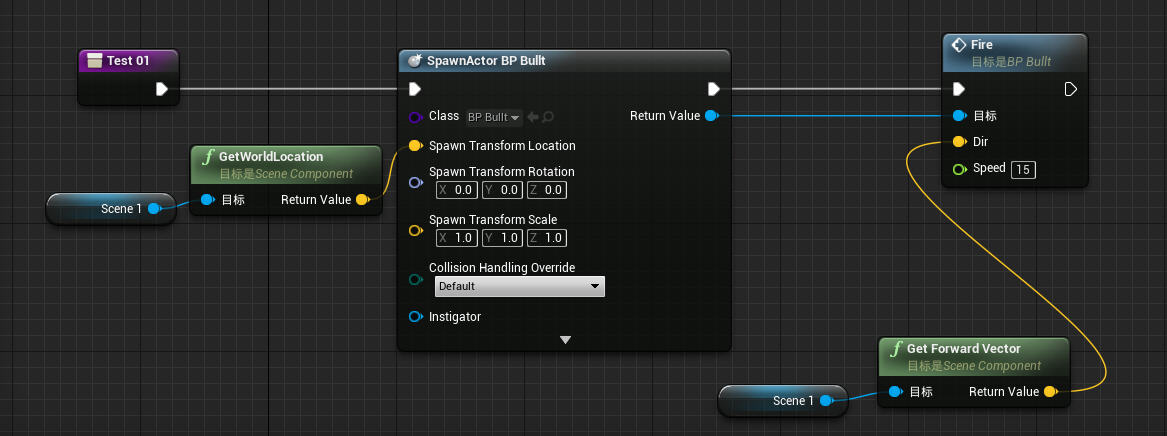 Test 01
SpawnActor BP Bullt
Class BP Bullt
Return Value
Spawn Transform Location
Spawn Transform Rotation
X 0.0 Y 0.0 Z 0.0
Spawn Transform Scale
X 1.0 Y 1.0 Z 1.0
Collision Handling Override
Default
Instigator
GetWorldLocation
目标是Scene Component
目标 Return Value
Scene 1
Fire
目标是BP Bullt
目标
Dir
Speed 15
Get Forward Vector
目标是Scene Component
目标 Return Value
Scene 1